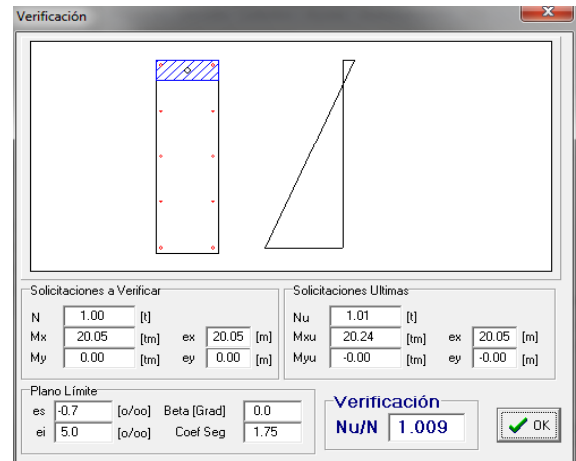 Verificación
Solicitaciones a Verificar
N 1.00 [t]
Mx 20.05 [tm] ex 20.05 [m]
My 0.00 [tm] ey 0.00 [m]
Solicitaciones Ultimas
Nu 1.01 [t]
Mxu 20.24 [tm] ex 20.05 [m]
Myu -0.00 [tm] ey -0.00 [m]
Plano Límite
es -0.7 [o/oo] Beta [Grad] 0.0
ei 5.0 [o/oo] Coef Seg 1.75
Verificación
Nu/N 1.009
OK